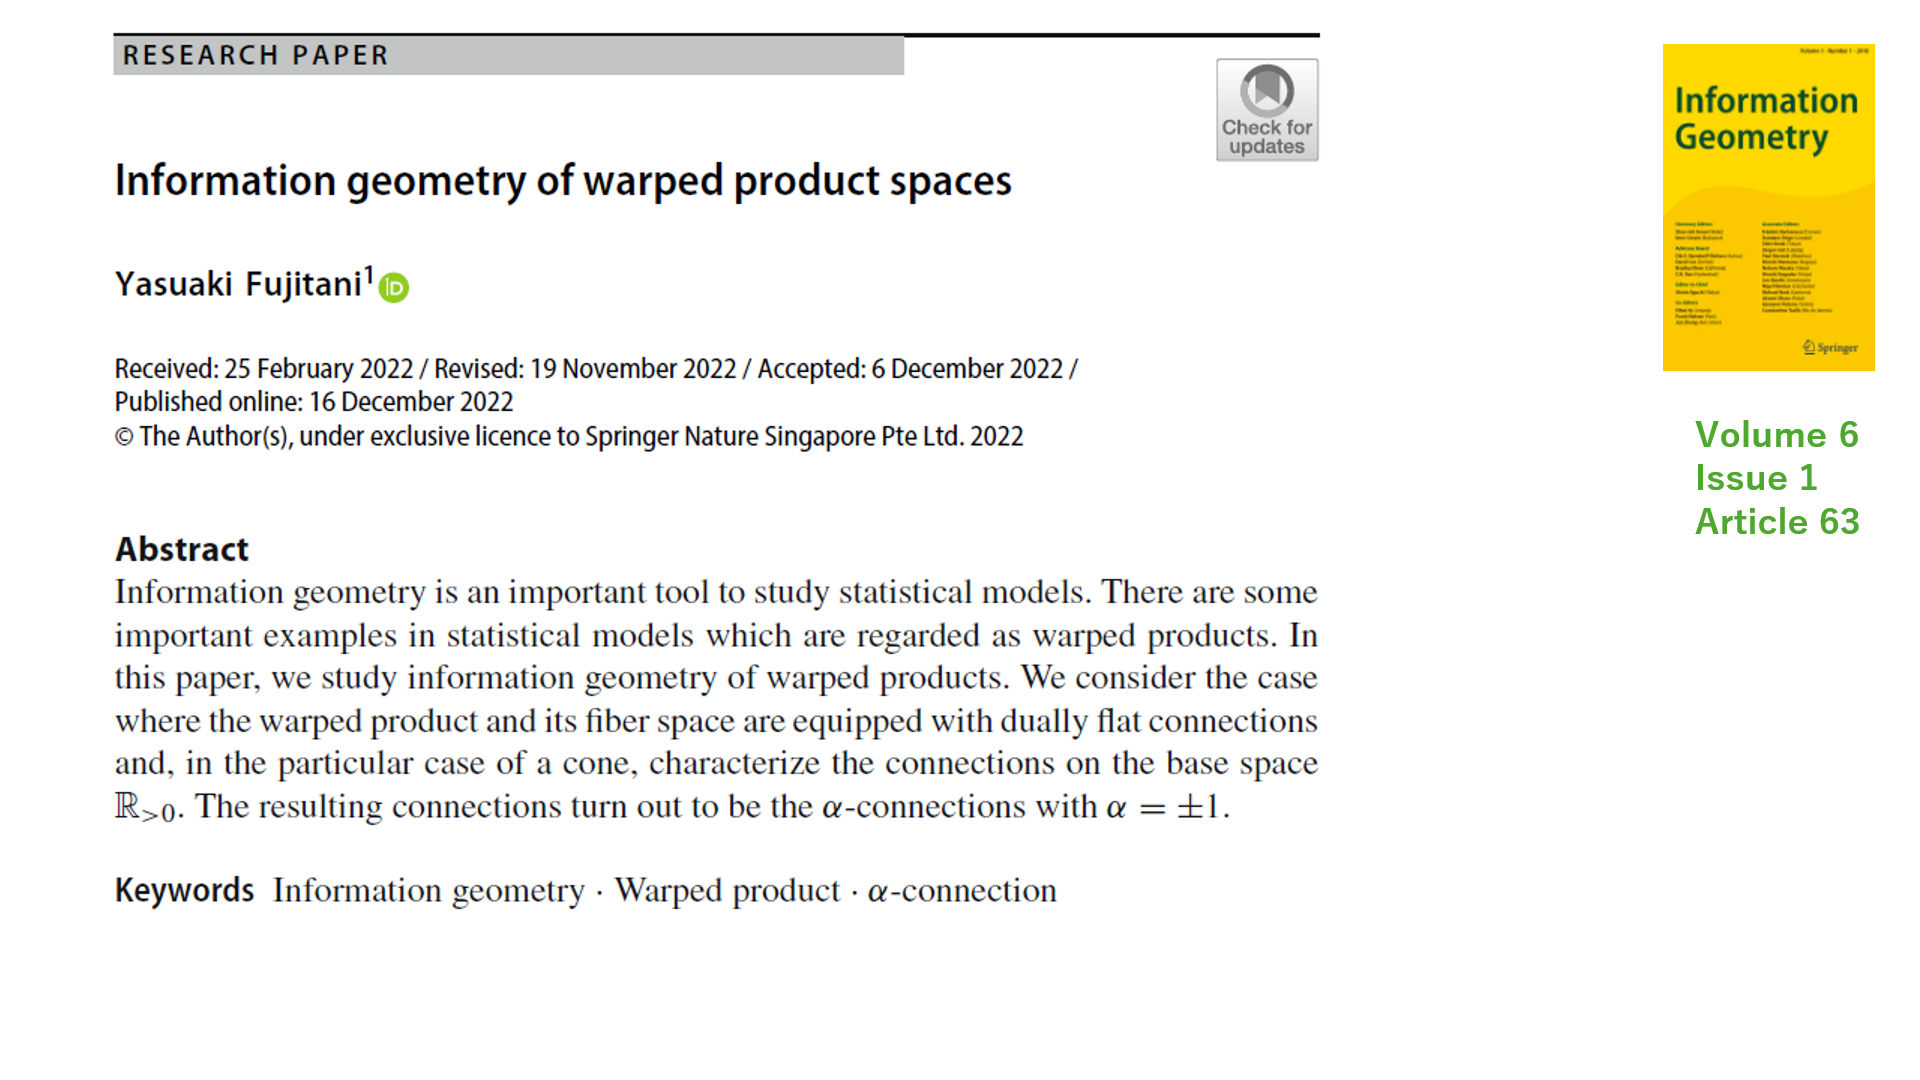 RESEARCH PAPER
Check for
updates
Information geometry of warped product spaces
Yasuaki Fujitani¹ iD
Received: 25 February 2022 / Revised: 19 November 2022 / Accepted: 6 December 2022 /
Published online: 16 December 2022
© The Author(s), under exclusive licence to Springer Nature Singapore Pte Ltd. 2022
Abstract
Information geometry is an important tool to study statistical models. There are some
important examples in statistical models which are regarded as warped products. In
this paper, we study information geometry of warped products. We consider the case
where the warped product and its fiber space are equipped with dually flat connections
and, in the particular case of a cone, characterize the connections on the base space
ℝ>0. The resulting connections turn out to be the α-connections with α = ±1.
Keywords Information geometry · Warped product · α-connection
Volume 1 · Number 1 · 2018
Information
Geometry
Springer
Volume 6
Issue 1
Article 63